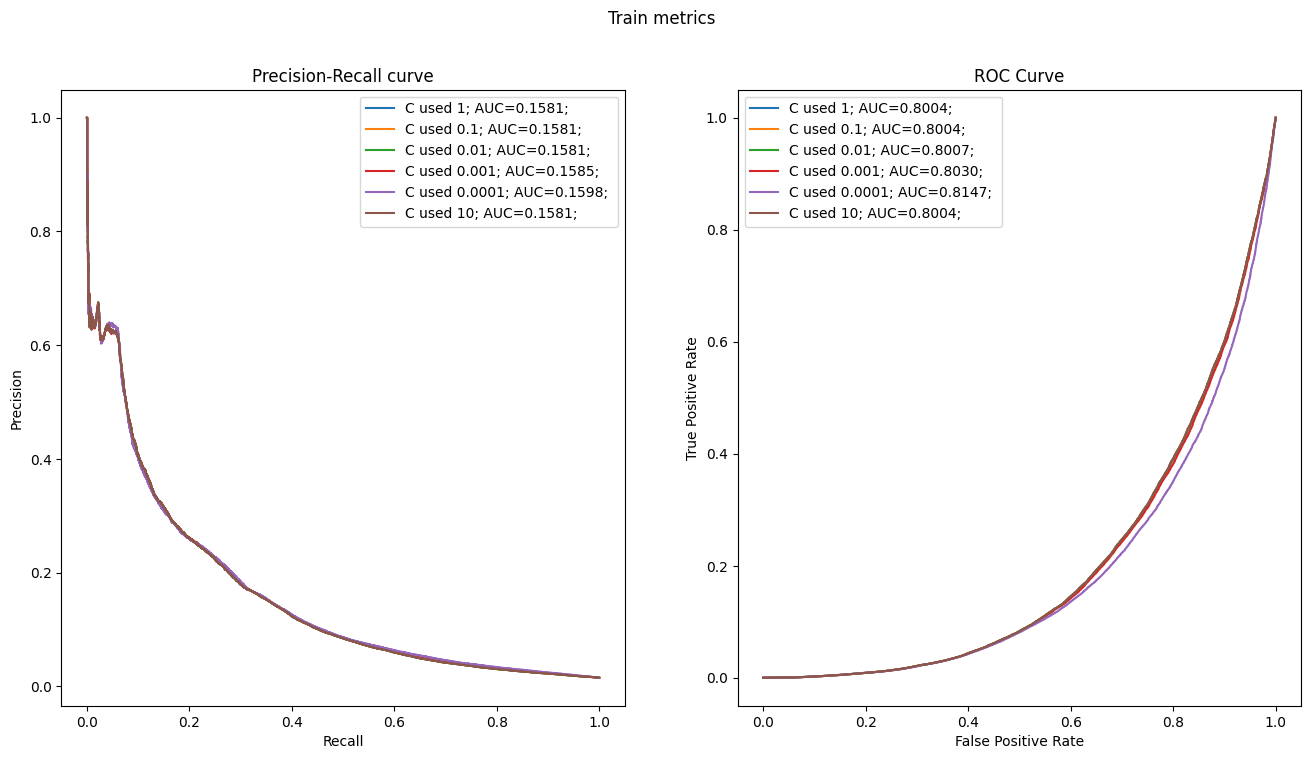 Train metrics
Precision-Recall curve
C used 1; AUC=0.1581;
C used 0.1; AUC=0.1581;
C used 0.01; AUC=0.1581;
C used 0.001; AUC=0.1585;
C used 0.0001; AUC=0.1598;
C used 10; AUC=0.1581;
1.0
0.8
0.6
0.4
0.2
0.0
Precision
0.0 0.2 0.4 0.6 0.8 1.0
Recall
ROC Curve
C used 1; AUC=0.8004;
C used 0.1; AUC=0.8004;
C used 0.01; AUC=0.8007;
C used 0.001; AUC=0.8030;
C used 0.0001; AUC=0.8147;
C used 10; AUC=0.8004;
1.0
0.8
0.6
0.4
0.2
0.0
True Positive Rate
0.0 0.2 0.4 0.6 0.8 1.0
False Positive Rate